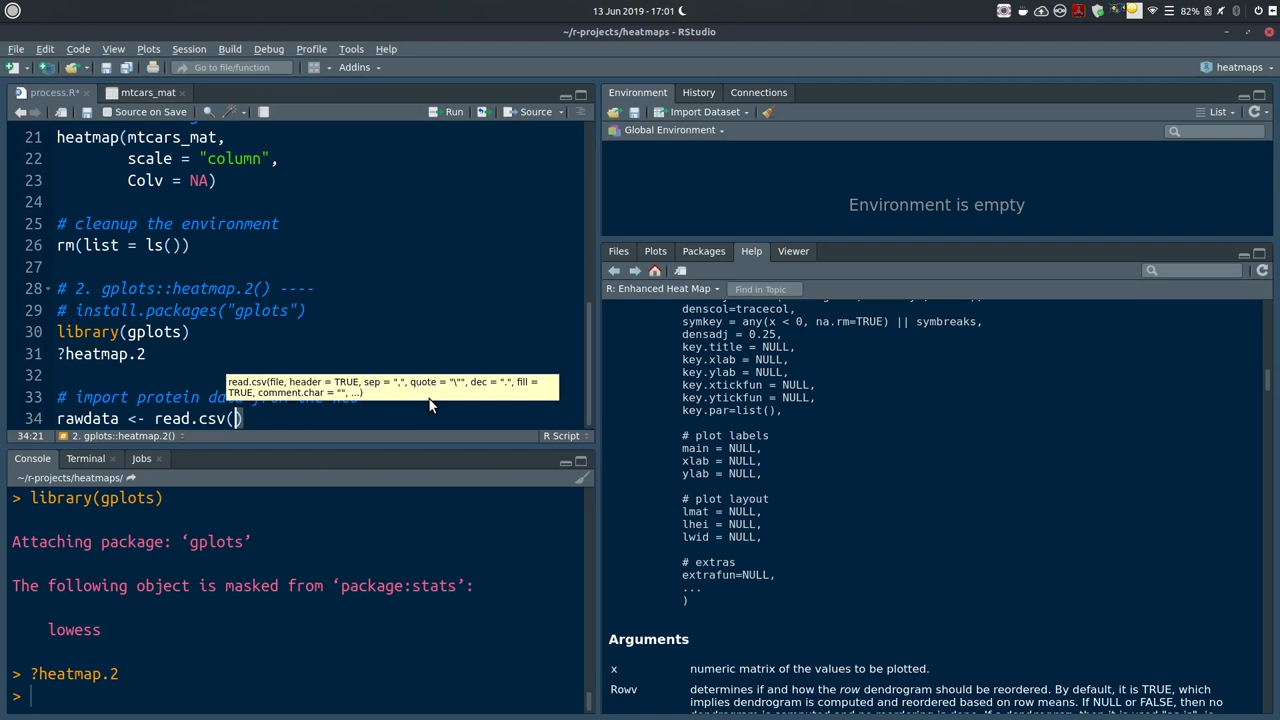 13 Jun 2019 - 17:01
82%
~/r-projects/heatmaps - RStudio
File Edit Code View Plots Session Build Debug Profile Tools Help
Go to file/function
Addins
heatmaps
process.R*
mtcars_mat
Source on Save
Run
Source
21 heatmap(mtcars_mat,
22 scale = "column",
23 Colv = NA)
24
25 # cleanup the environment
26 rm(list = ls())
27
28 # 2. gplots::heatmap.2() ----
29 # install.packages("gplots")
30 library(gplots)
31 ?heatmap.2
32
read.csv(file, header = TRUE, sep = ",", quote = "\"", dec = ".", fill =
TRUE, comment.char = "", ...)
33 # import protein data from the web
34 rawdata <- read.csv()
34:21
2. gplots::heatmap.2()
R Script
Console Terminal Jobs
~/r-projects/heatmaps/
> library(gplots)
Attaching package: ‘gplots’
The following object is masked from ‘package:stats’:
lowess
> ?heatmap.2
>
Environment History Connections
Import Dataset
List
Global Environment
Environment is empty
Files Plots Packages Help Viewer
R: Enhanced Heat Map
Find in Topic
denscol=tracecol,
symkey = any(x < 0, na.rm=TRUE) || symbreaks,
densadj = 0.25,
key.title = NULL,
key.xlab = NULL,
key.ylab = NULL,
key.xtickfun = NULL,
key.ytickfun = NULL,
key.par=list(),
# plot labels
main = NULL,
xlab = NULL,
ylab = NULL,
# plot layout
lmat = NULL,
lhei = NULL,
lwid = NULL,
# extras
extrafun=NULL,
...
)
Arguments
x numeric matrix of the values to be plotted.
Rowv determines if and how the row dendrogram should be reordered. By default, it is TRUE, which
implies dendrogram is computed and reordered based on row means. If NULL or FALSE, then no